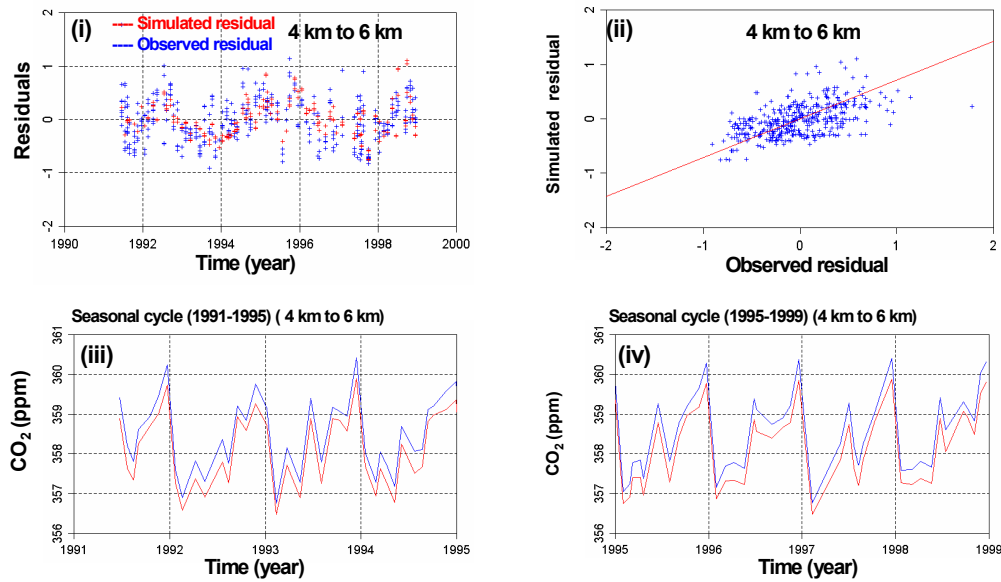 (i)
Simulated residual
Observed residual
4 km to 6 km
Residuals
2
1
0
-1
-2
1990
1992
1994
1996
1998
2000
Time (year)
(ii)
4 km to 6 km
Simulated residual
2
1
0
-1
-2
-2
-1
0
1
2
Observed residual
Seasonal cycle (1991-1995) ( 4 km to 6 km)
(iii)
CO2 (ppm)
361
360
359
358
357
356
1991
1992
1993
1994
1995
Time (year)
Seasonal cycle (1995-1999) (4 km to 6 km)
(iv)
CO2 (ppm)
361
360
359
358
357
356
1995
1996
1997
1998
1999
Time (year)